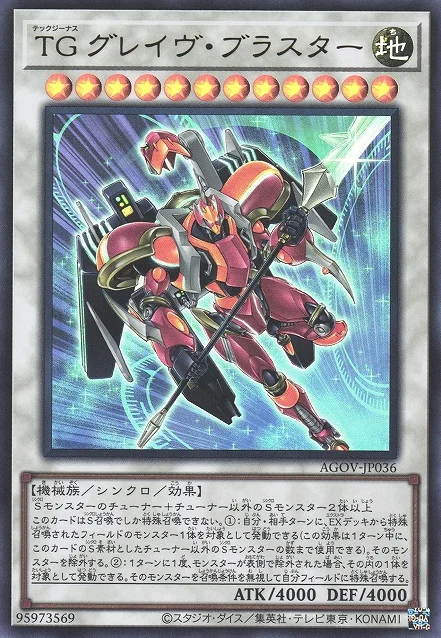 テックジーナス
TG グレイヴ・ブラスター
ち
地
AGOV-JP036
【機械族／シンクロ／効果】
Sモンスターのチューナー＋チューナー以外のSモンスター2体以上
このカードはS召喚でしか特殊召喚できない。①：自分・相手ターンに、EXデッキから特殊
召喚されたフィールドのモンスター1体を対象として発動できる（この効果は1ターン中に、
このカードのS素材としたチューナー以外のSモンスターの数まで使用できる）。そのモン
スターを除外する。②：1ターンに1度、モンスターが表側で除外された場合、その内の1体を
対象として発動できる。そのモンスターを召喚条件を無視して自分フィールドに特殊召喚する。
ATK/4000 DEF/4000
95973569
©スタジオ・ダイス／集英社・テレビ東京・KONAMI